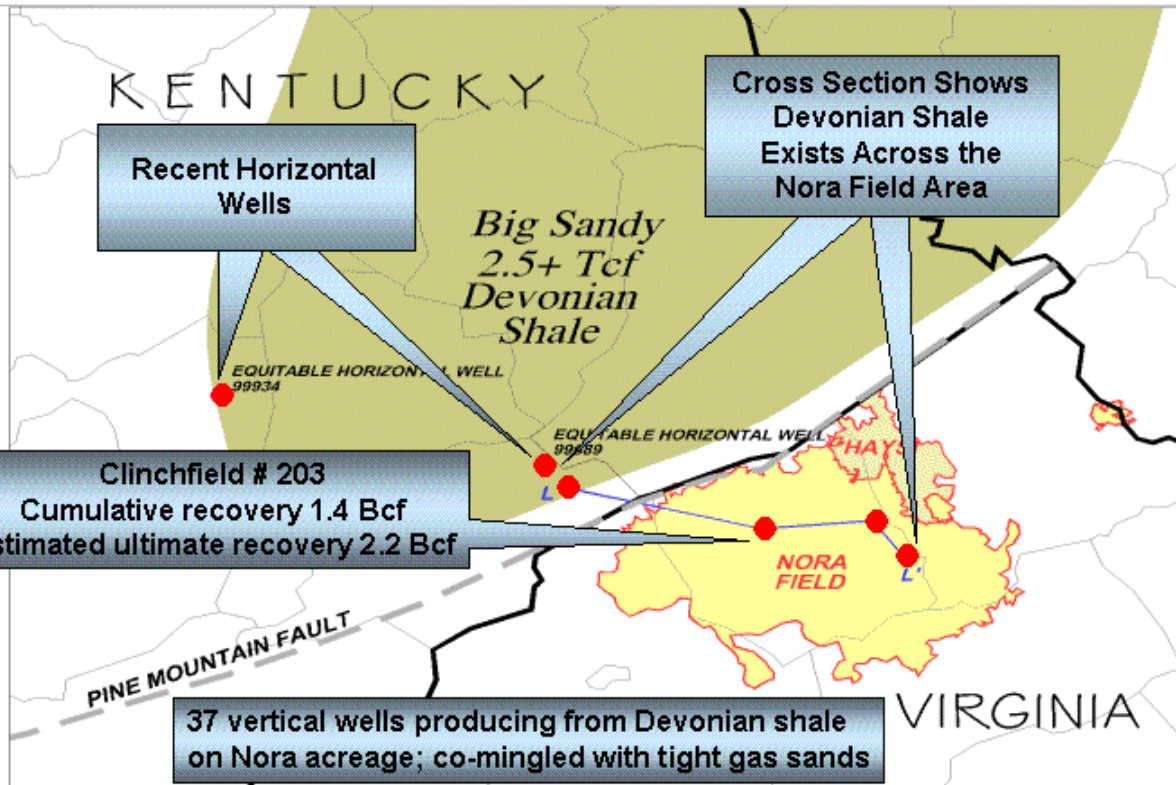 KENTUCKY
Recent Horizontal
Wells
Cross Section Shows
Devonian Shale
Exists Across the
Nora Field Area
Big Sandy
2.5+ Tcf
Devonian
Shale
EQUITABLE HORIZONTAL WELL
99934
EQUITABLE HORIZONTAL WELL
99689
HAYS
Clinchfield # 203
Cumulative recovery 1.4 Bcf
stimated ultimate recovery 2.2 Bcf
L
NORA
FIELD
L'
PINE MOUNTAIN FAULT
VIRGINIA
37 vertical wells producing from Devonian shale
on Nora acreage; co-mingled with tight gas sands